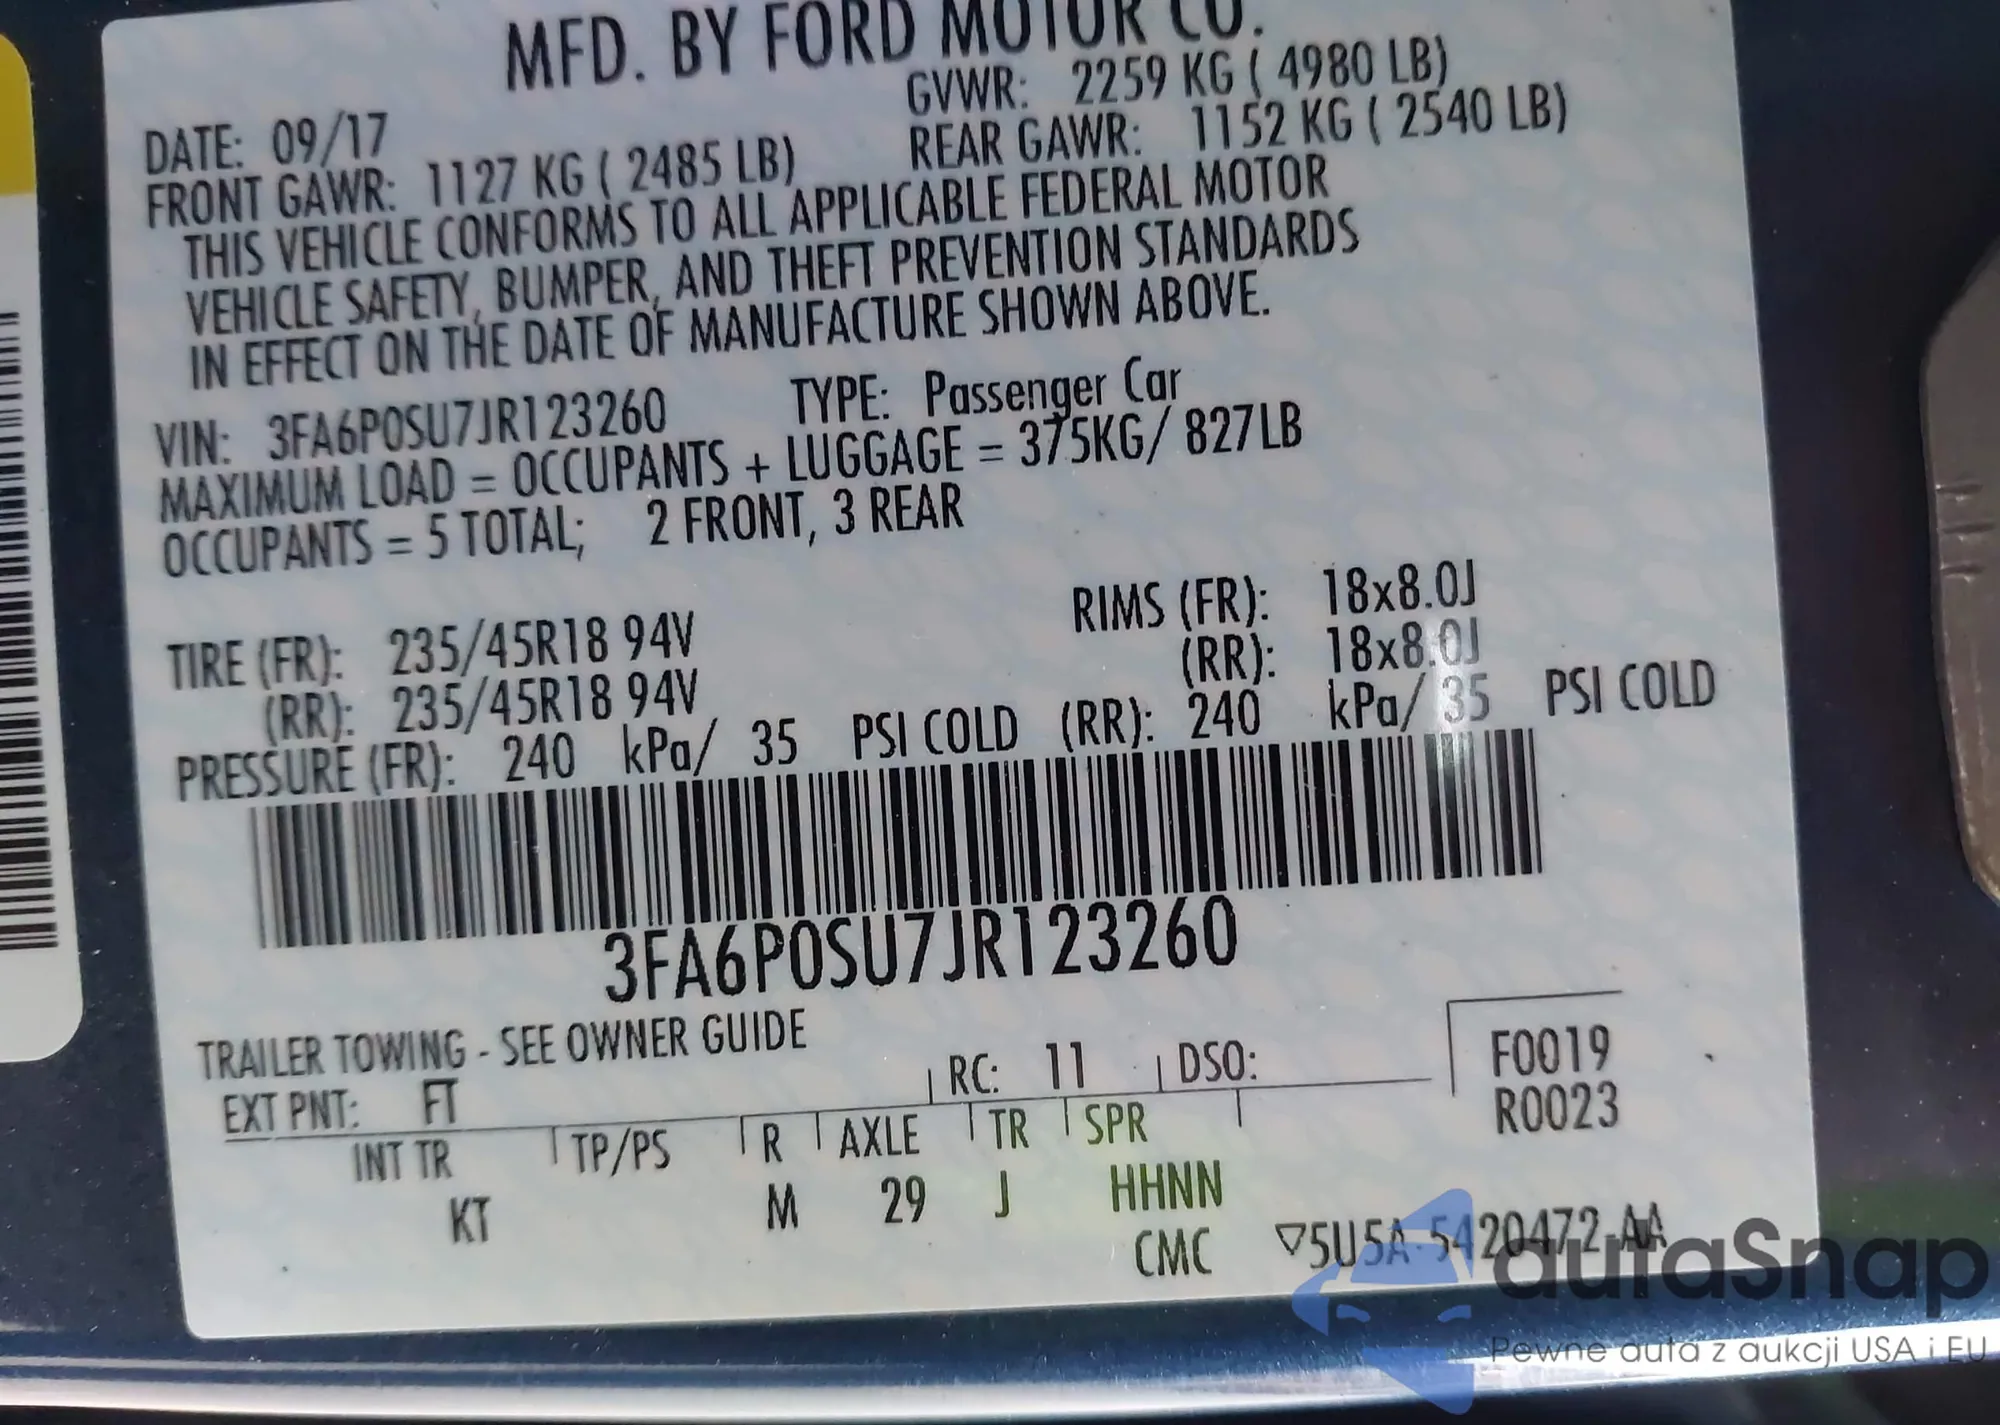 MFD. BY FORD MOTOR CO.
DATE: 09/17 GVWR: 2259 KG ( 4980 LB)
FRONT GAWR: 1127 KG ( 2485 LB) REAR GAWR: 1152 KG ( 2540 LB)
THIS VEHICLE CONFORMS TO ALL APPLICABLE FEDERAL MOTOR
VEHICLE SAFETY, BUMPER, AND THEFT PREVENTION STANDARDS
IN EFFECT ON THE DATE OF MANUFACTURE SHOWN ABOVE.
VIN: 3FA6P0SU7JR123260 TYPE: Passenger Car
MAXIMUM LOAD = OCCUPANTS + LUGGAGE = 375KG/ 827LB
OCCUPANTS = 5 TOTAL; 2 FRONT, 3 REAR
TIRE (FR): 235/45R18 94V RIMS (FR): 18x8.0J
(RR): 235/45R18 94V (RR): 18x8.0J
PRESSURE (FR): 240 kPa/ 35 PSI COLD (RR): 240 kPa/ 35 PSI COLD
3FA6P0SU7JR123260
TRAILER TOWING - SEE OWNER GUIDE
EXT PNT: FT RC: 11 DSO: F0019
R0023
INT TR TP/PS R AXLE TR SPR
KT M 29 J HHNN
CMC ▽5U5A-5420472-AA
autaSnap
Pewne auta z aukcji USA i EU